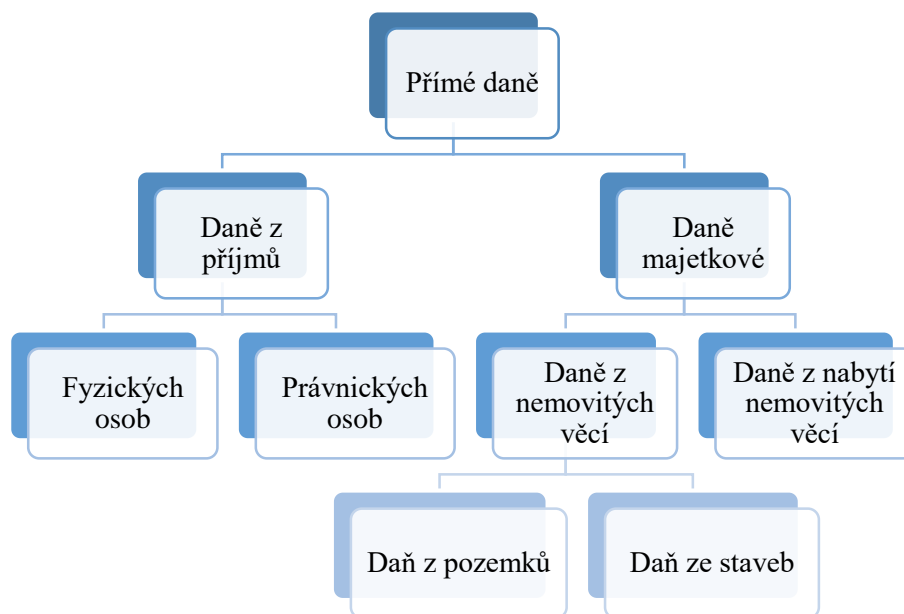 Přímé daně
Daně z
příjmů
Daně
majetkové
Fyzických
osob
Právnických
osob
Daně z
nemovitých
věcí
Daně z nabytí
nemovitých
věcí
Daň z pozemků
Daň ze staveb